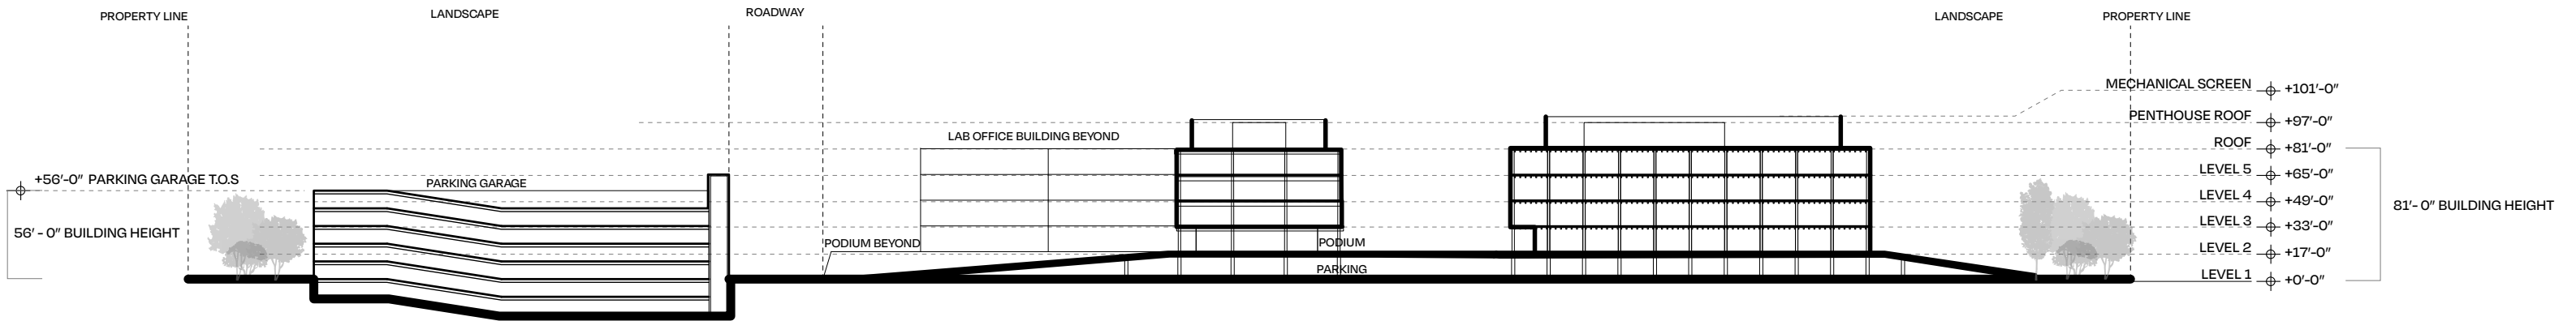 PROPERTY LINE
LANDSCAPE
ROADWAY
LANDSCAPE
PROPERTY LINE
MECHANICAL SCREEN +101'-0"
PENTHOUSE ROOF +97'-0"
LAB OFFICE BUILDING BEYOND
ROOF +81'-0"
LEVEL 5 +65'-0"
+56'-0" PARKING GARAGE T.O.S
PARKING GARAGE
LEVEL 4 +49'-0"
81'- 0" BUILDING HEIGHT
LEVEL 3 +33'-0"
56' - 0" BUILDING HEIGHT
PODIUM BEYOND
PODIUM
LEVEL 2 +17'-0"
PARKING
LEVEL 1 +0'-0"